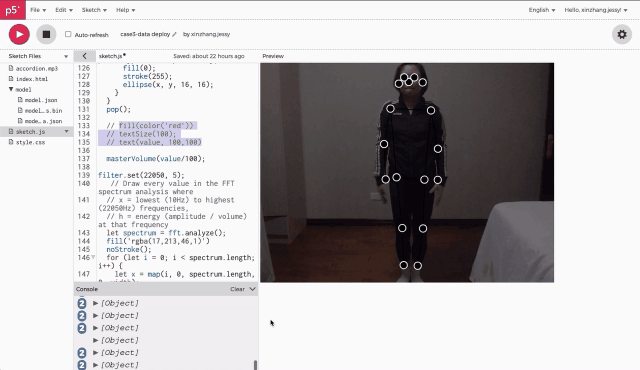 p5*
File
Edit
Sketch
Help
English
Hello, xinzhang.jessy!
Auto-refresh
case5-data deploy
by xinzhang.jessy
Sketch Files
sketch.js
Saved: about 22 hours ago
Preview
accordion.mp3
index.html
model
model.json
model...s.bin
model...a.json
sketch.js
style.css
126 fill(0);
127 stroke(255);
128 ellipse(x, y, 16, 16);
129 }
130 }
131 pop();
132
133 // fill(color('red'))
134 // textSize(100);
135 // text(value, 100,100)
136
137 masterVolume(value/100);
138
139 filter.set(22050, 5);
140 // Draw every value in the FFT
spectrum analysis where
141 // x = lowest (10Hz) to highest
(22050Hz) frequencies,
142 // h = energy (amplitude / volume)
at that frequency
143 let spectrum = fft.analyze();
144 fill('rgba(17,213,46,1)')
145 noStroke();
146 for (let i = 0; i < spectrum.length;
i++) {
147 let x = map(i, 0, spectrum.length,
Console
Clear
2 [Object]
2 [Object]
2 [Object]
[Object]
2 [Object]
2 [Object]